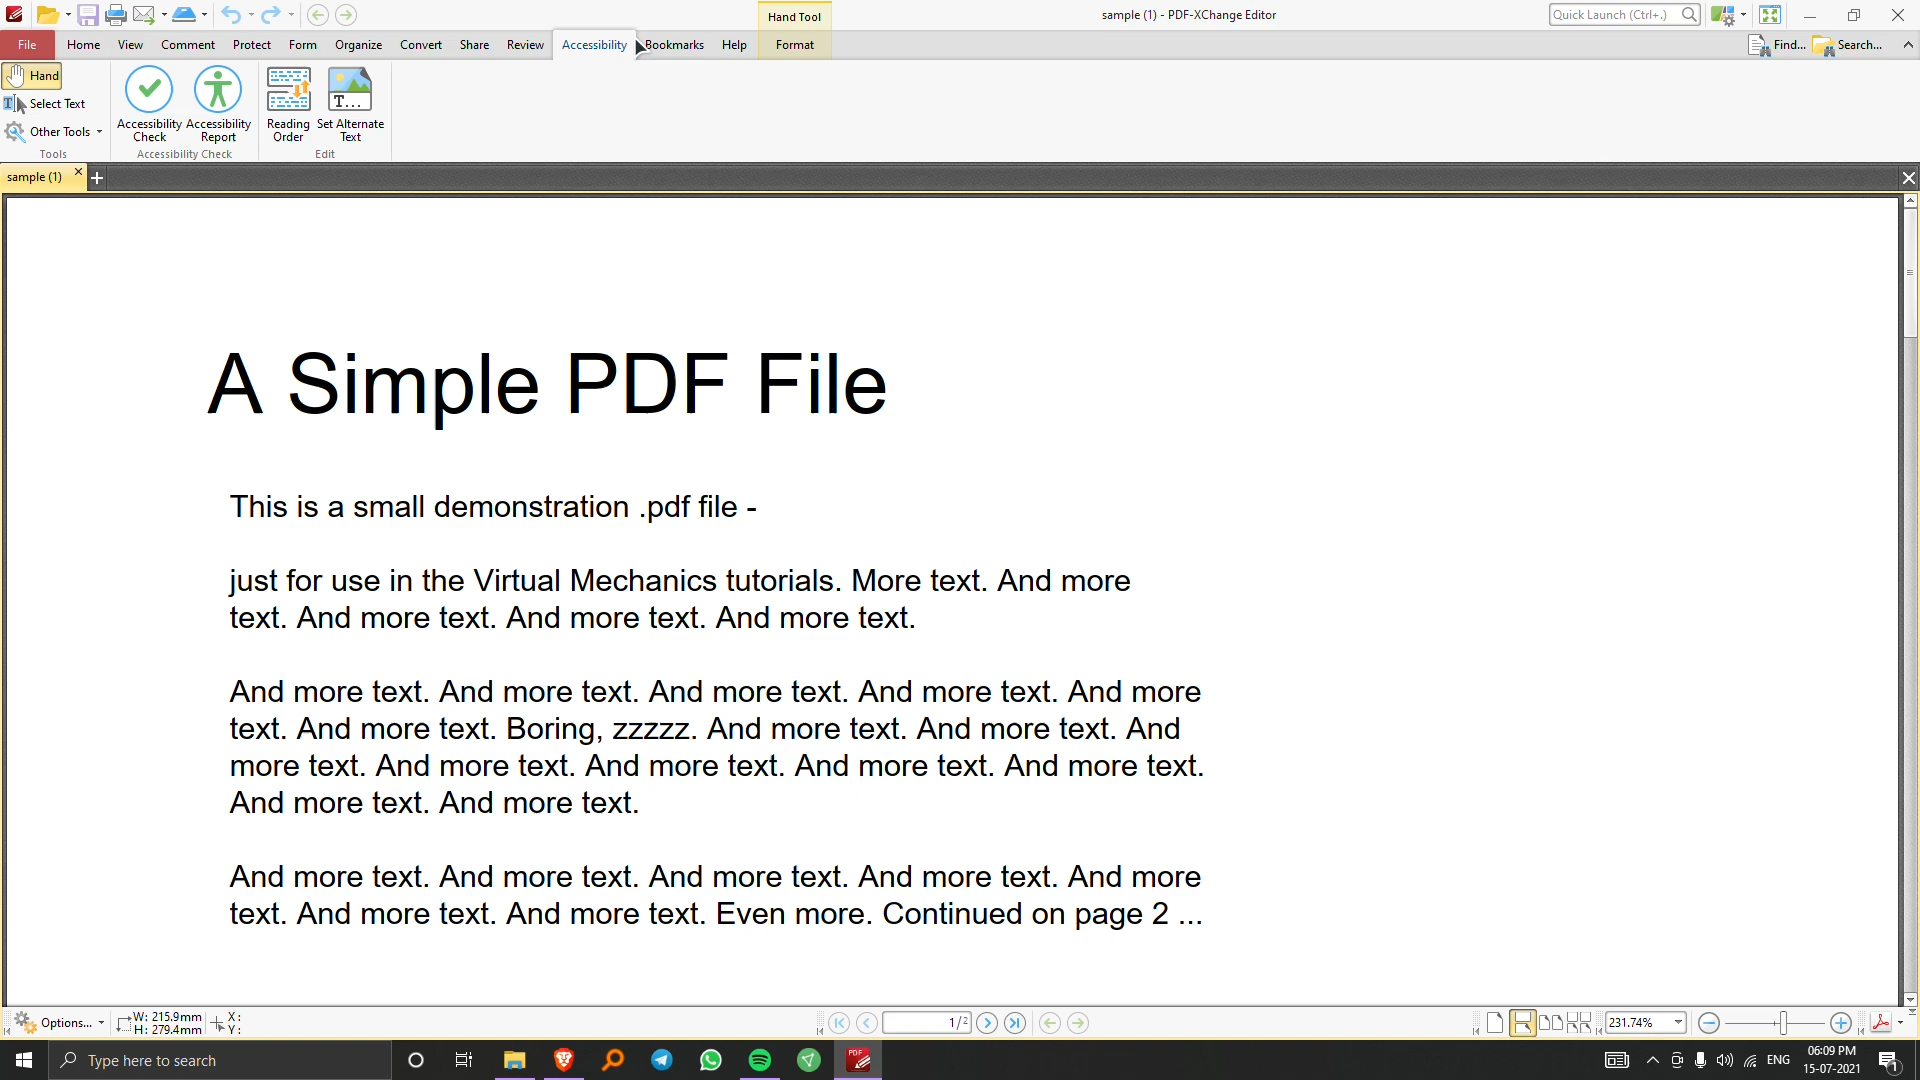 Hand Tool
sample (1) - PDF-XChange Editor
Quick Launch (Ctrl+.)
File Home View Comment Protect Form Organize Convert Share Review Accessibility Bookmarks Help Format
Find... Search...
Hand
Select Text
Other Tools
Tools
Accessibility Check
Accessibility Report
Accessibility Check
Reading Order
Set Alternate Text
T...
Edit
sample (1)
A Simple PDF File
This is a small demonstration .pdf file -
just for use in the Virtual Mechanics tutorials. More text. And more
text. And more text. And more text. And more text.
And more text. And more text. And more text. And more text. And more
text. And more text. Boring, zzzzz. And more text. And more text. And
more text. And more text. And more text. And more text. And more text.
And more text. And more text.
And more text. And more text. And more text. And more text. And more
text. And more text. And more text. Even more. Continued on page 2 ...
Options...
W: 215.9mm
H: 279.4mm
X:
Y:
1/2
231.74%
Type here to search
PDF
ENG
06:09 PM
15-07-2021
1